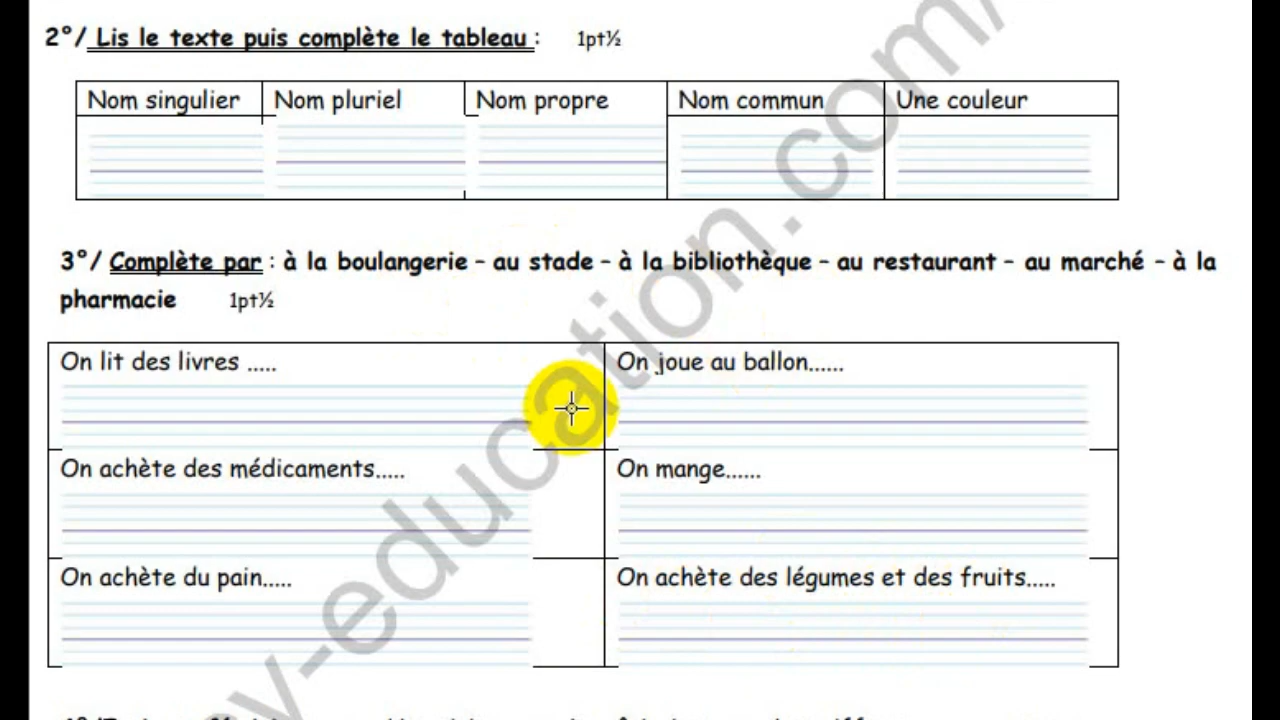 2°/ Lis le texte puis complète le tableau : 1pt½
Nom singulier Nom pluriel Nom propre Nom commun Une couleur
3°/ Complète par : à la boulangerie – au stade – à la bibliothèque – au restaurant – au marché – à la
pharmacie 1pt½
On lit des livres ..... On joue au ballon......
On achète des médicaments..... On mange......
On achète du pain..... On achète des légumes et des fruits.....
y-education.com/